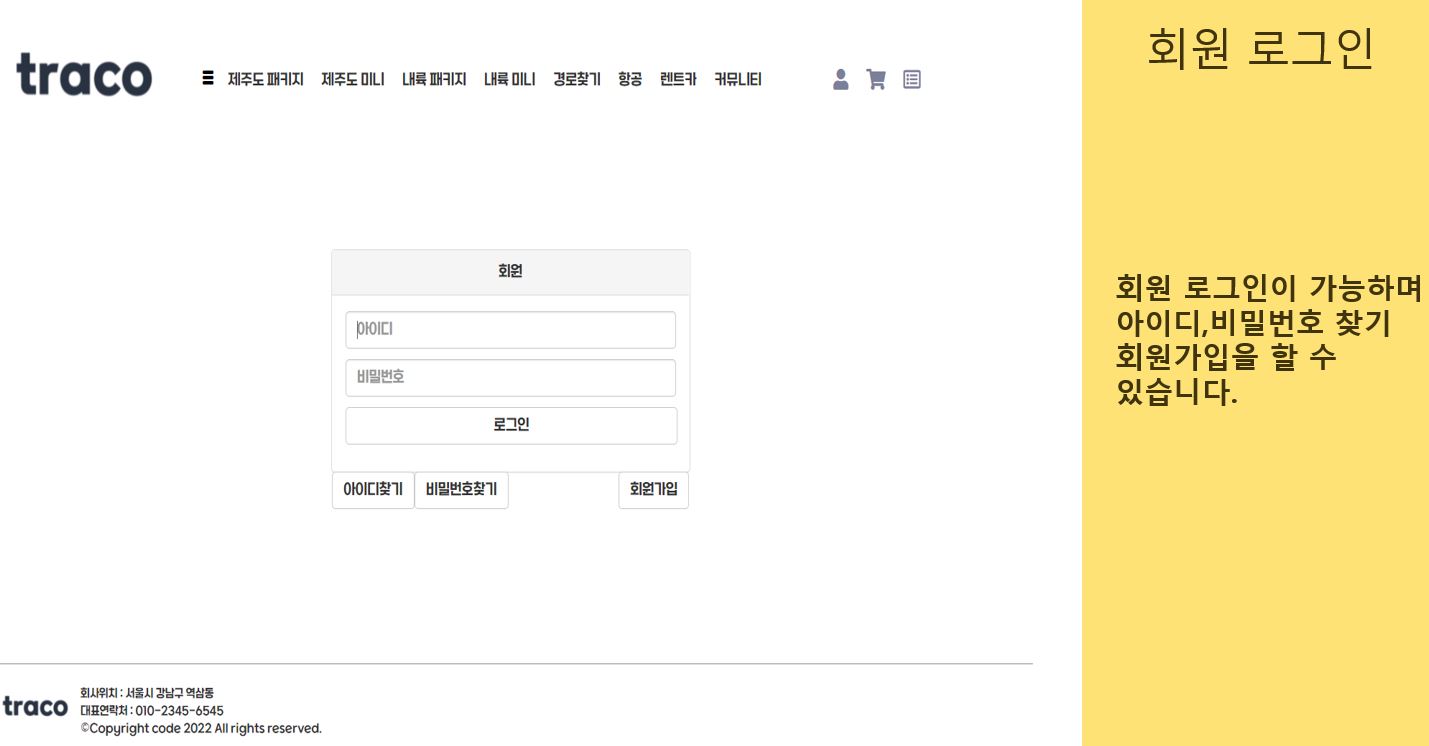 traco
제주도 패키지 제주도 미니 내륙 패키지 내륙 미니 경로찾기 항공 렌트카 커뮤니티
회원
아이디
비밀번호
로그인
아이디찾기 비밀번호찾기 회원가입
traco
회사위치 : 서울시 강남구 역삼동
대표연락처 : 010-2345-6545
©Copyright code 2022 All rights reserved.
회원 로그인
회원 로그인이 가능하며
아이디,비밀번호 찾기
회원가입을 할 수
있습니다.